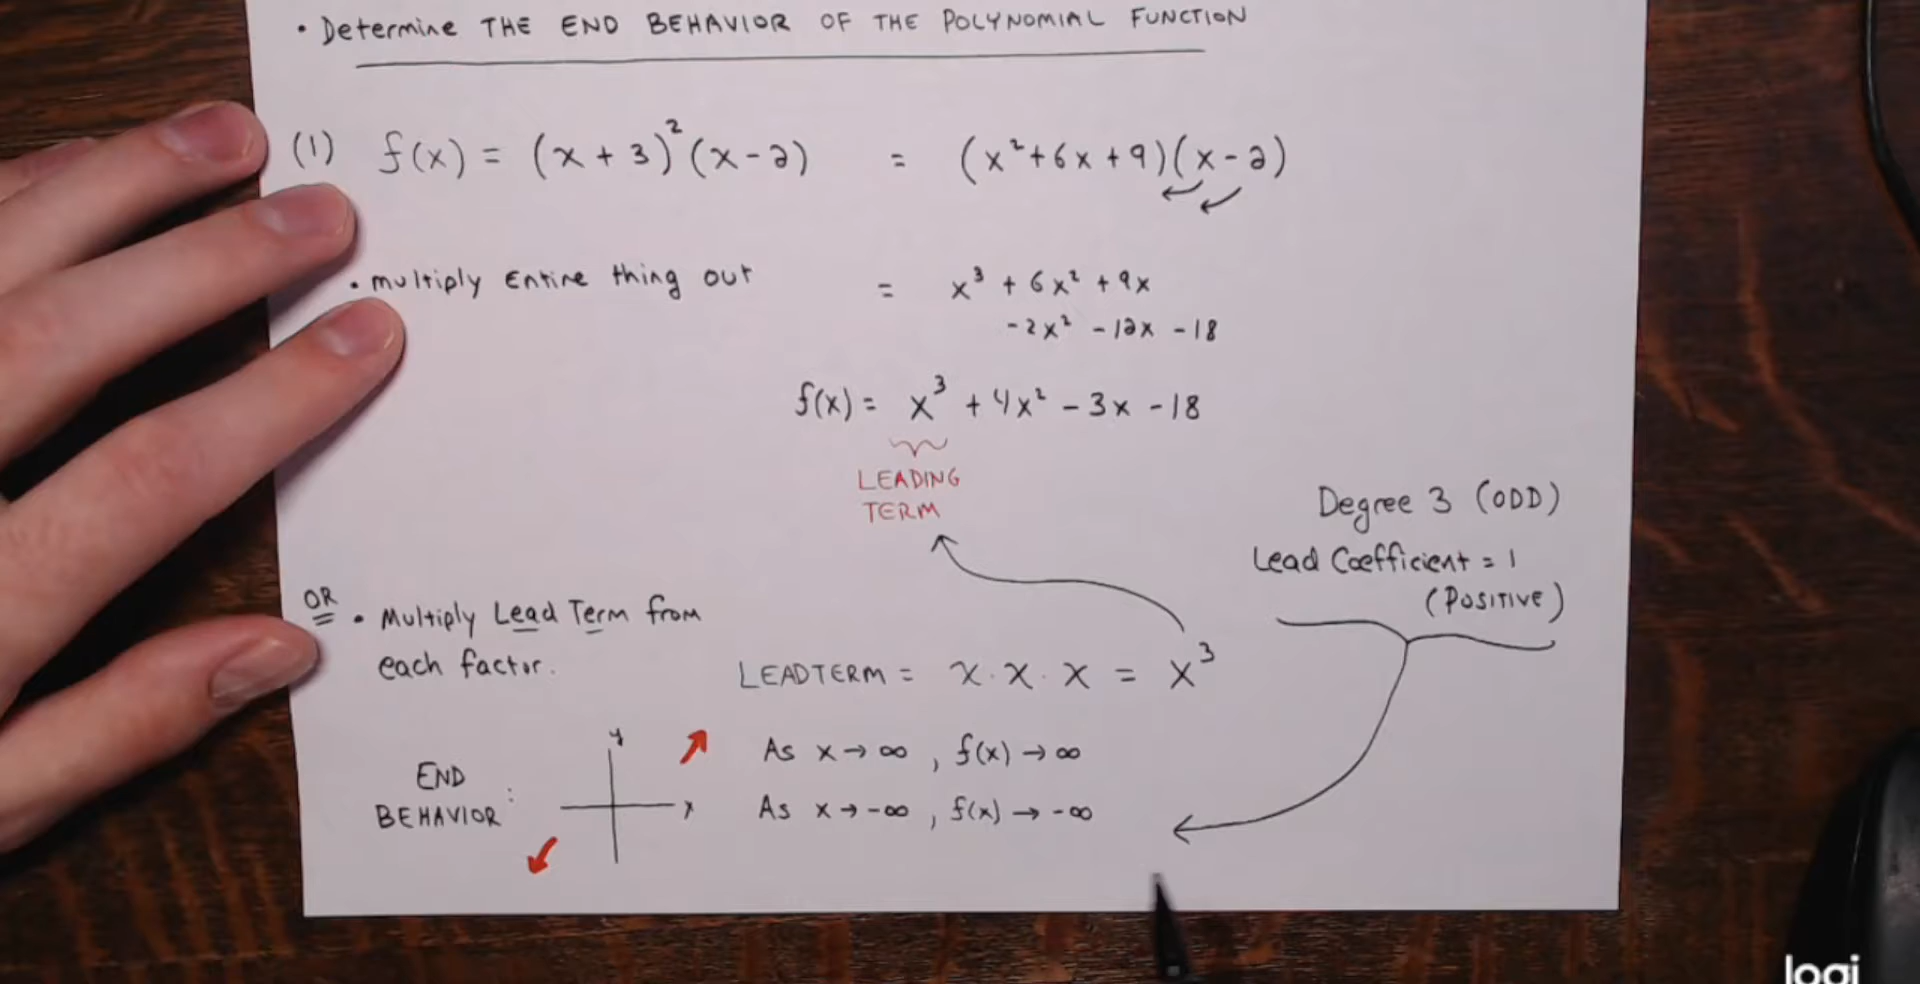 • Determine THE END BEHAVIOR OF THE POLYNOMIAL FUNCTION
(1) f(x) = (x + 3)² (x - 2) = (x² + 6x + 9)(x - 2)
• multiply Entire thing out = x³ + 6x² + 9x
-2x² - 12x - 18
f(x) = x³ + 4x² - 3x - 18
LEADING
TERM
Degree 3 (ODD)
Lead Coefficient = 1
(POSITIVE)
OR • Multiply Lead Term from
each factor.
LEADTERM = x · x · x = x³
END
BEHAVIOR :
y
x
As x → ∞ , f(x) → ∞
As x → -∞ , f(x) → -∞
logi